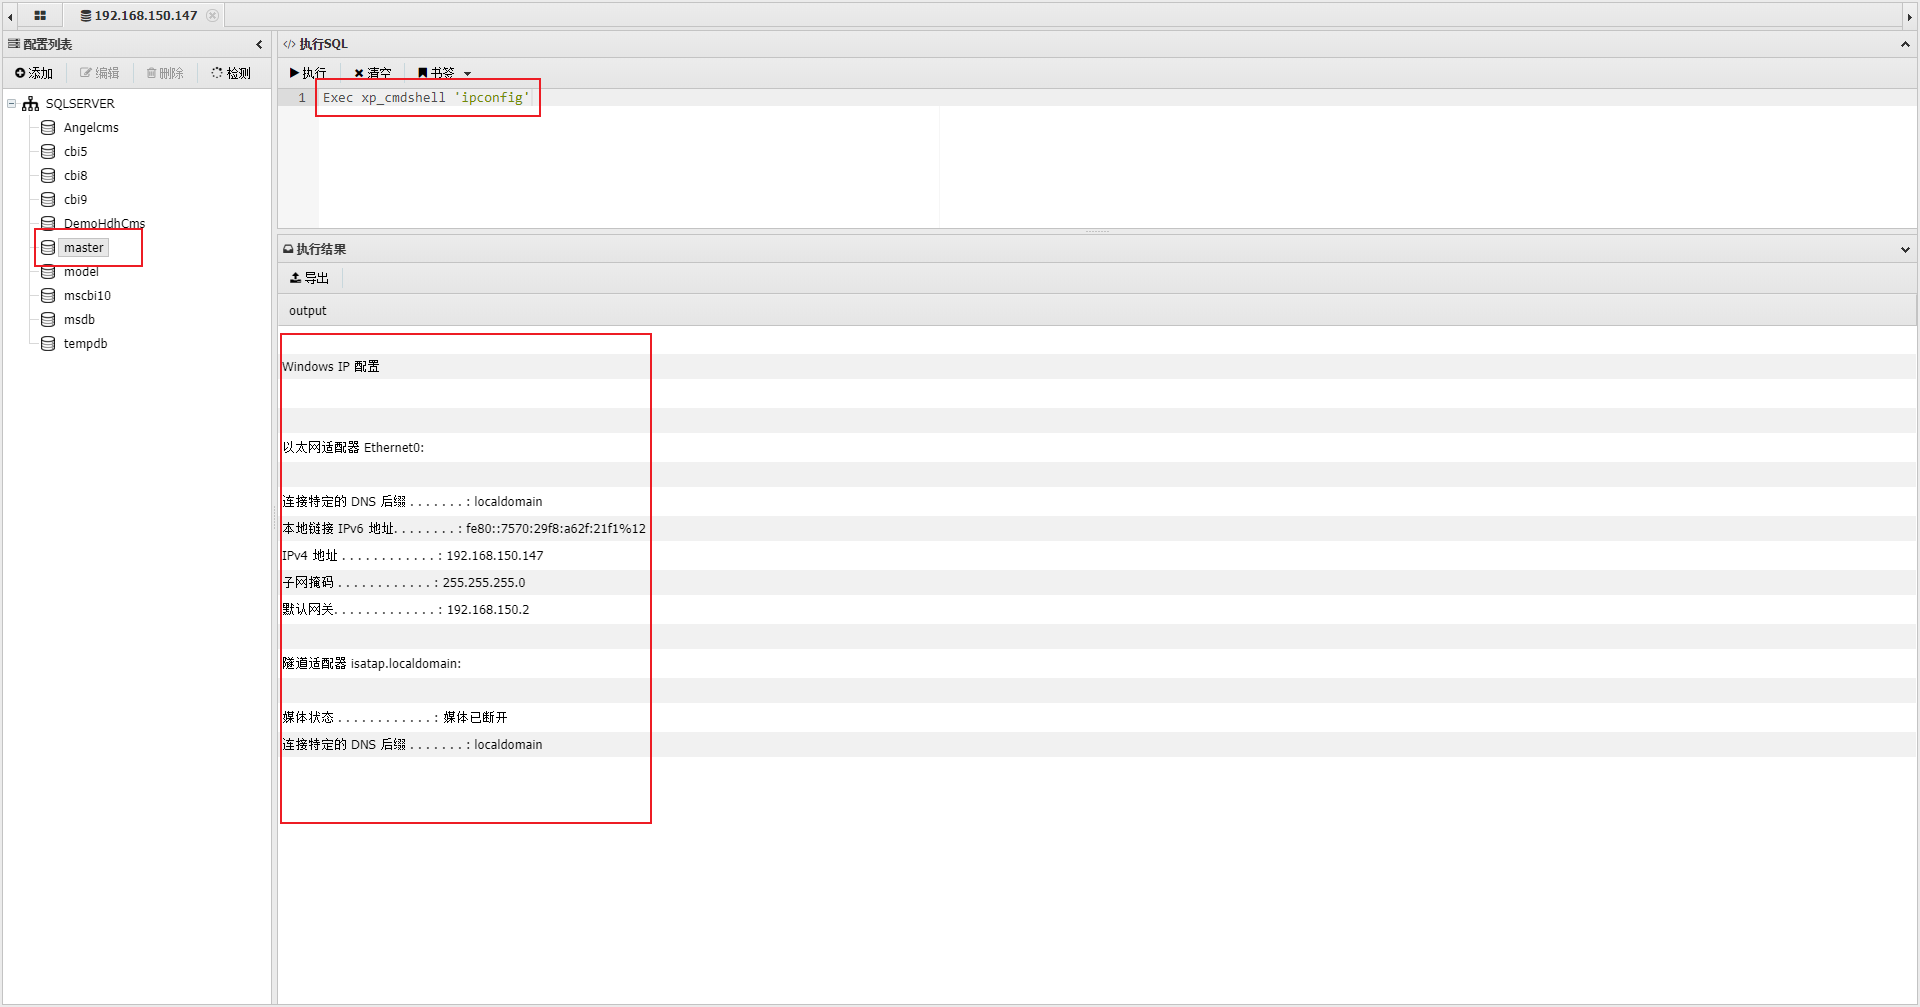 192.168.150.147
配置列表
添加 编辑 删除 检测
SQLSERVER
Angelcms
cbi5
cbi8
cbi9
DemoHdhCms
master
model
mscbi10
msdb
tempdb
</> 执行SQL
执行 清空 书签
1 Exec xp_cmdshell 'ipconfig'
执行结果
导出
output
Windows IP 配置
以太网适配器 Ethernet0:
连接特定的 DNS 后缀 . . . . . . . : localdomain
本地链接 IPv6 地址. . . . . . . . : fe80::7570:29f8:a62f:21f1%12
IPv4 地址 . . . . . . . . . . . . : 192.168.150.147
子网掩码 . . . . . . . . . . . . : 255.255.255.0
默认网关. . . . . . . . . . . . . : 192.168.150.2
隧道适配器 isatap.localdomain:
媒体状态 . . . . . . . . . . . . : 媒体已断开
连接特定的 DNS 后缀 . . . . . . . : localdomain